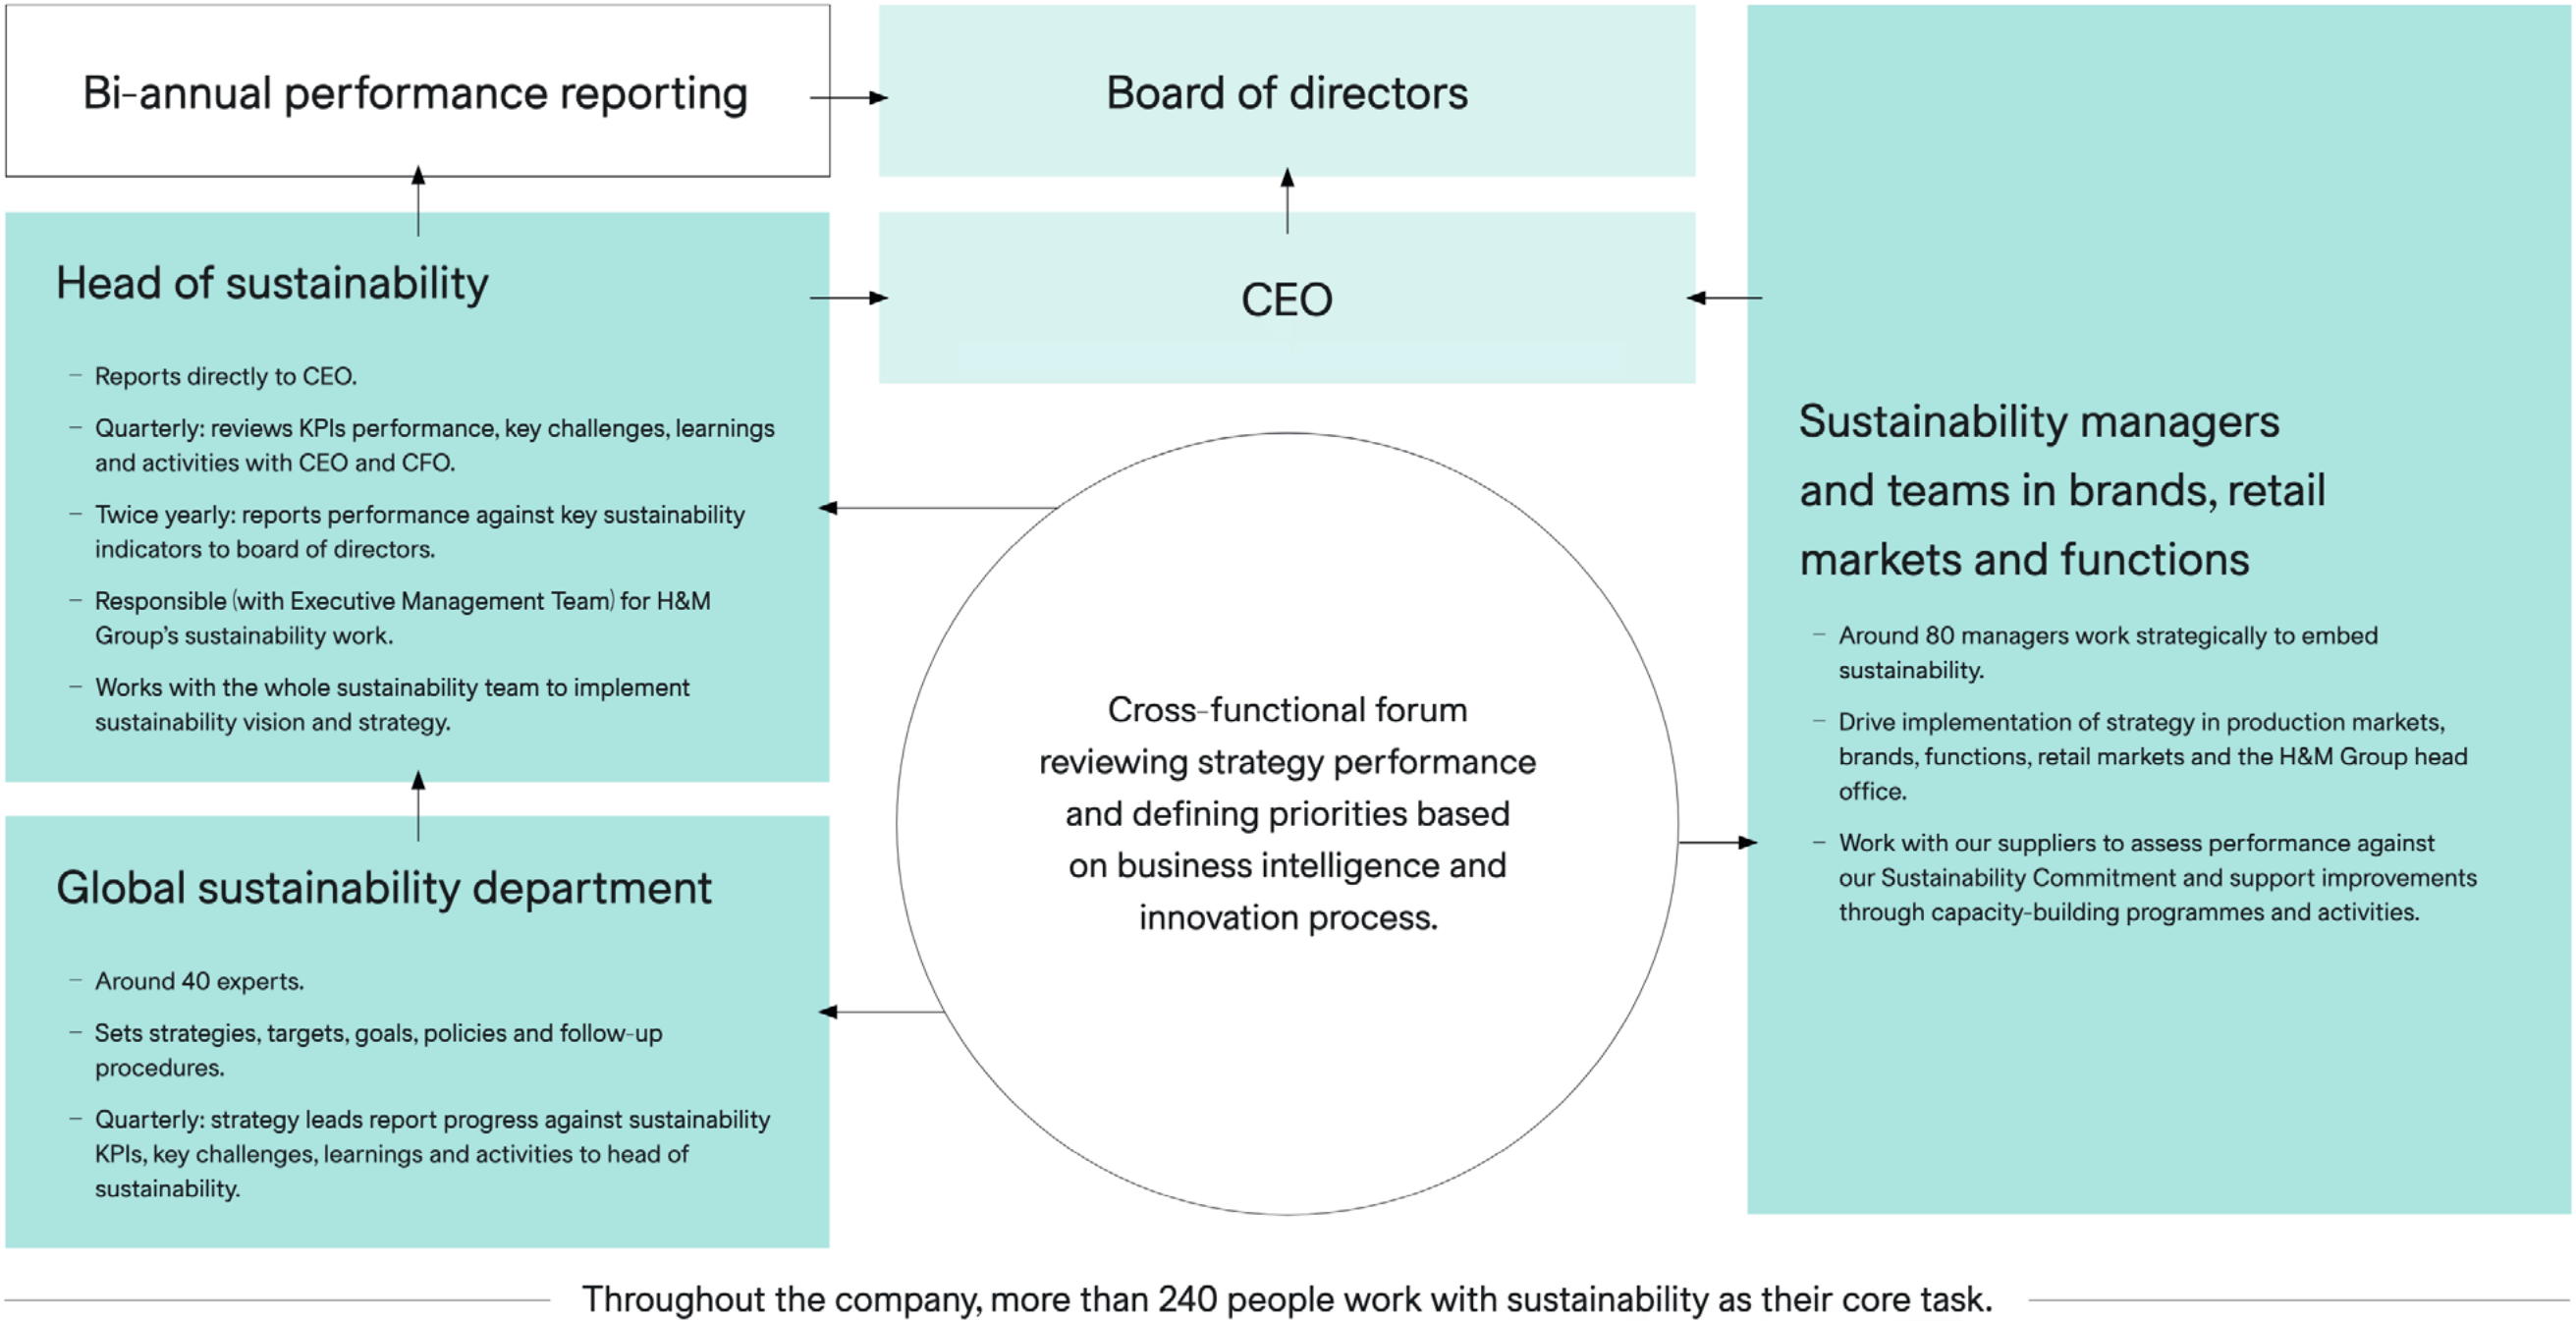 Bi-annual performance reporting
Board of directors
Head of sustainability
– Reports directly to CEO.
– Quarterly: reviews KPIs performance, key challenges, learnings
and activities with CEO and CFO.
– Twice yearly: reports performance against key sustainability
indicators to board of directors.
– Responsible (with Executive Management Team) for H&M
Group’s sustainability work.
– Works with the whole sustainability team to implement
sustainability vision and strategy.
CEO
Global sustainability department
– Around 40 experts.
– Sets strategies, targets, goals, policies and follow-up
procedures.
– Quarterly: strategy leads report progress against sustainability
KPIs, key challenges, learnings and activities to head of
sustainability.
Cross-functional forum
reviewing strategy performance
and defining priorities based
on business intelligence and
innovation process.
Sustainability managers
and teams in brands, retail
markets and functions
– Around 80 managers work strategically to embed
sustainability.
– Drive implementation of strategy in production markets,
brands, functions, retail markets and the H&M Group head
office.
– Work with our suppliers to assess performance against
our Sustainability Commitment and support improvements
through capacity-building programmes and activities.
Throughout the company, more than 240 people work with sustainability as their core task.